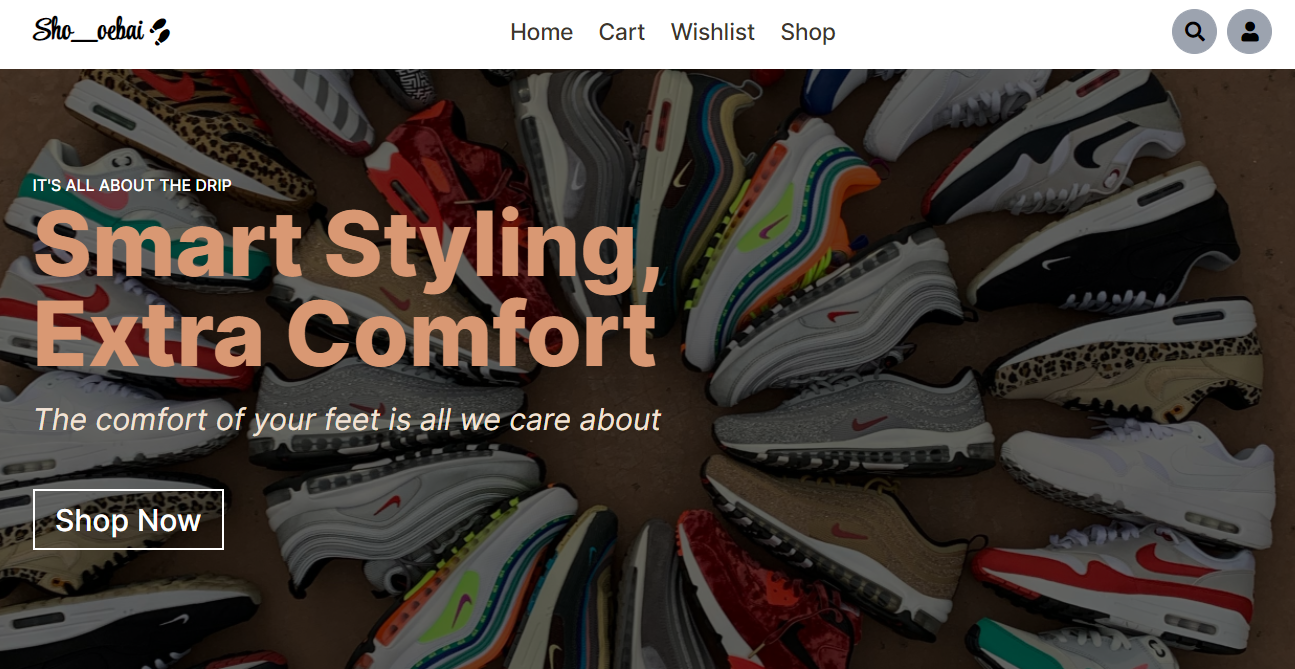 Sho__oebai
Home Cart Wishlist Shop
IT'S ALL ABOUT THE DRIP
Smart Styling,
Extra Comfort
The comfort of your feet is all we care about
Shop Now